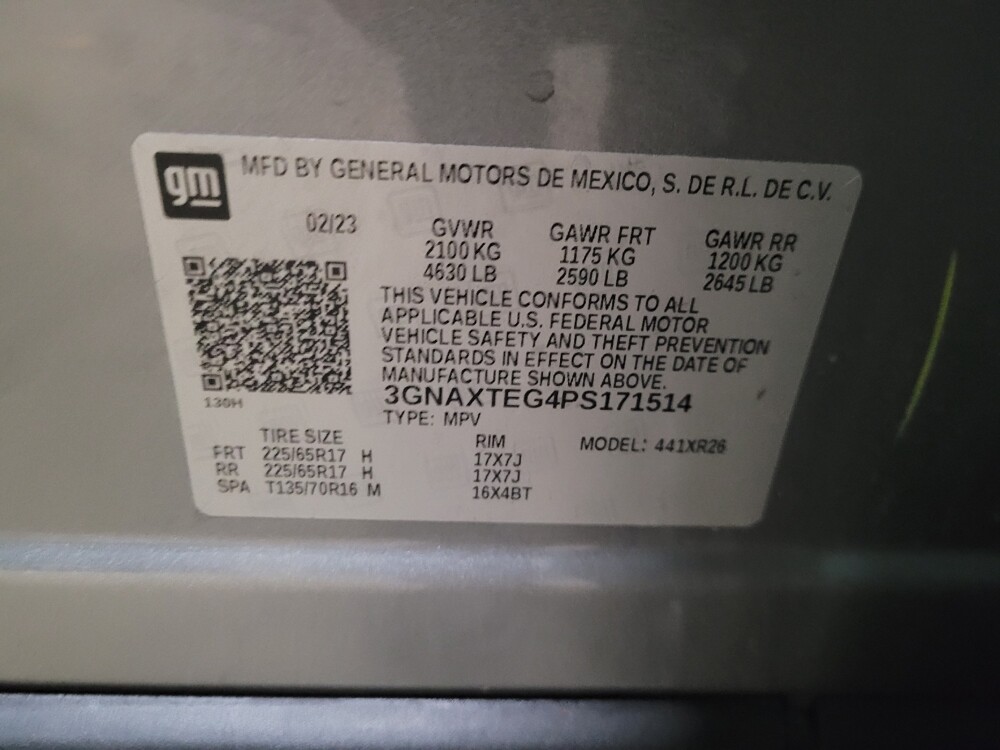 gm
MFD BY GENERAL MOTORS DE MEXICO, S. DE R.L. DE C.V.
02/23 GVWR GAWR FRT GAWR RR
2100 KG 1175 KG 1200 KG
4630 LB 2590 LB 2645 LB
THIS VEHICLE CONFORMS TO ALL
APPLICABLE U.S. FEDERAL MOTOR
VEHICLE SAFETY AND THEFT PREVENTION
STANDARDS IN EFFECT ON THE DATE OF
MANUFACTURE SHOWN ABOVE.
3GNAXTEG4PS171514
130H
TYPE: MPV
TIRE SIZE RIM MODEL: 441XR26
FRT 225/65R17 H 17X7J
RR 225/65R17 H 17X7J
SPA T135/70R16 M 16X4BT